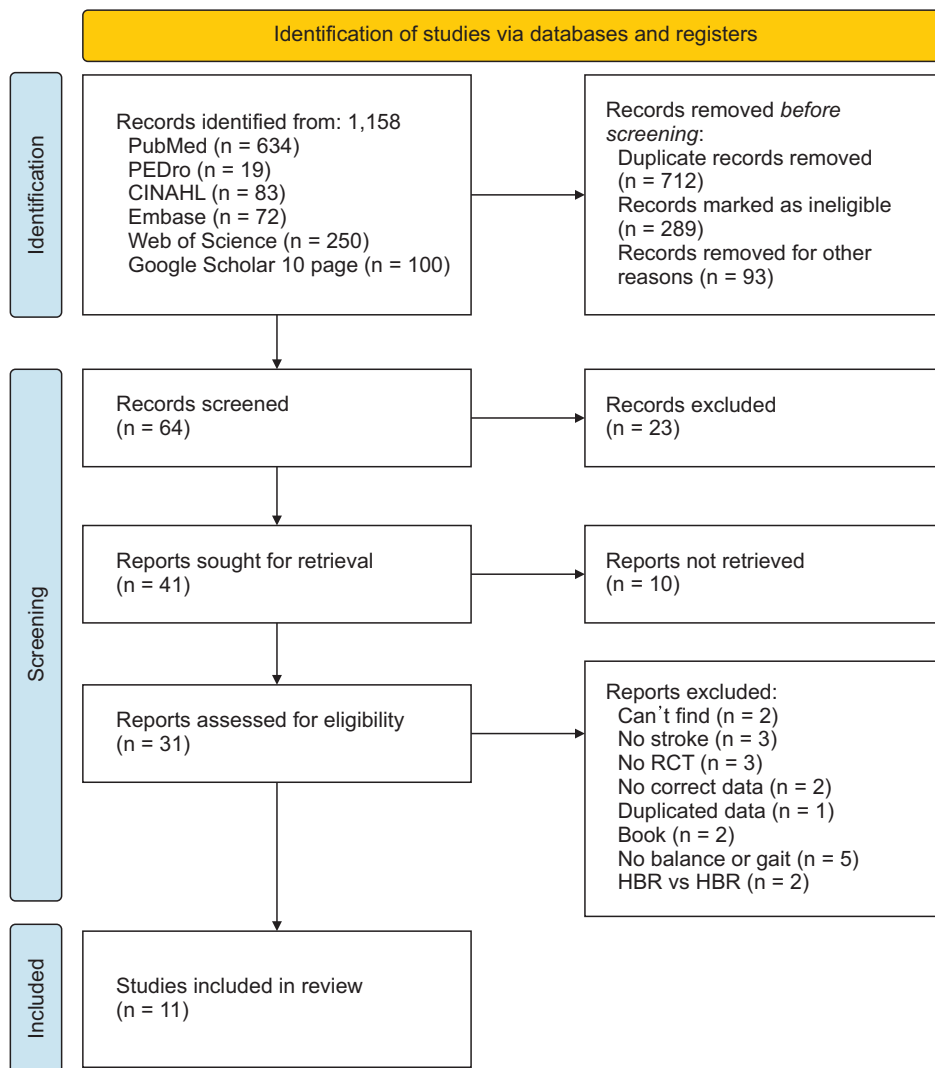 Identification of studies via databases and registers
Identification
Records identified from: 1,158
PubMed (n = 634)
PEDro (n = 19)
CINAHL (n = 83)
Embase (n = 72)
Web of Science (n = 250)
Google Scholar 10 page (n = 100)
Records removed before
screening:
Duplicate records removed
(n = 712)
Records marked as ineligible
(n = 289)
Records removed for other
reasons (n = 93)
Screening
Records screened
(n = 64)
Records excluded
(n = 23)
Reports sought for retrieval
(n = 41)
Reports not retrieved
(n = 10)
Reports assessed for eligibility
(n = 31)
Reports excluded:
Can't find (n = 2)
No stroke (n = 3)
No RCT (n = 3)
No correct data (n = 2)
Duplicated data (n = 1)
Book (n = 2)
No balance or gait (n = 5)
HBR vs HBR (n = 2)
Included
Studies included in review
(n = 11)